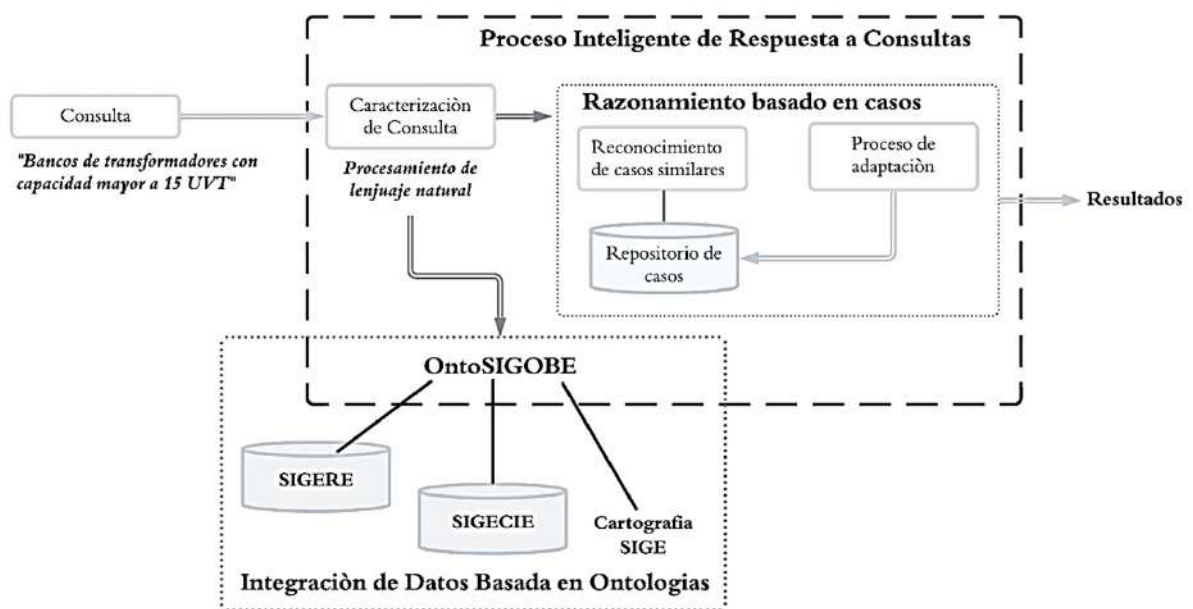 Proceso Inteligente de Respuesta a Consultas
Consulta
"Bancos de transformadores con
capacidad mayor a 15 UVT"
Caracterizaciòn
de Consulta
Procesamiento de
lenjuaje natural
Razonamiento basado en casos
Reconocimiento
de casos similares
Proceso de
adaptaciòn
Repositorio de
casos
Resultados
OntoSIGOBE
SIGERE
SIGECIE
Cartografia
SIGE
Integraciòn de Datos Basada en Ontologias